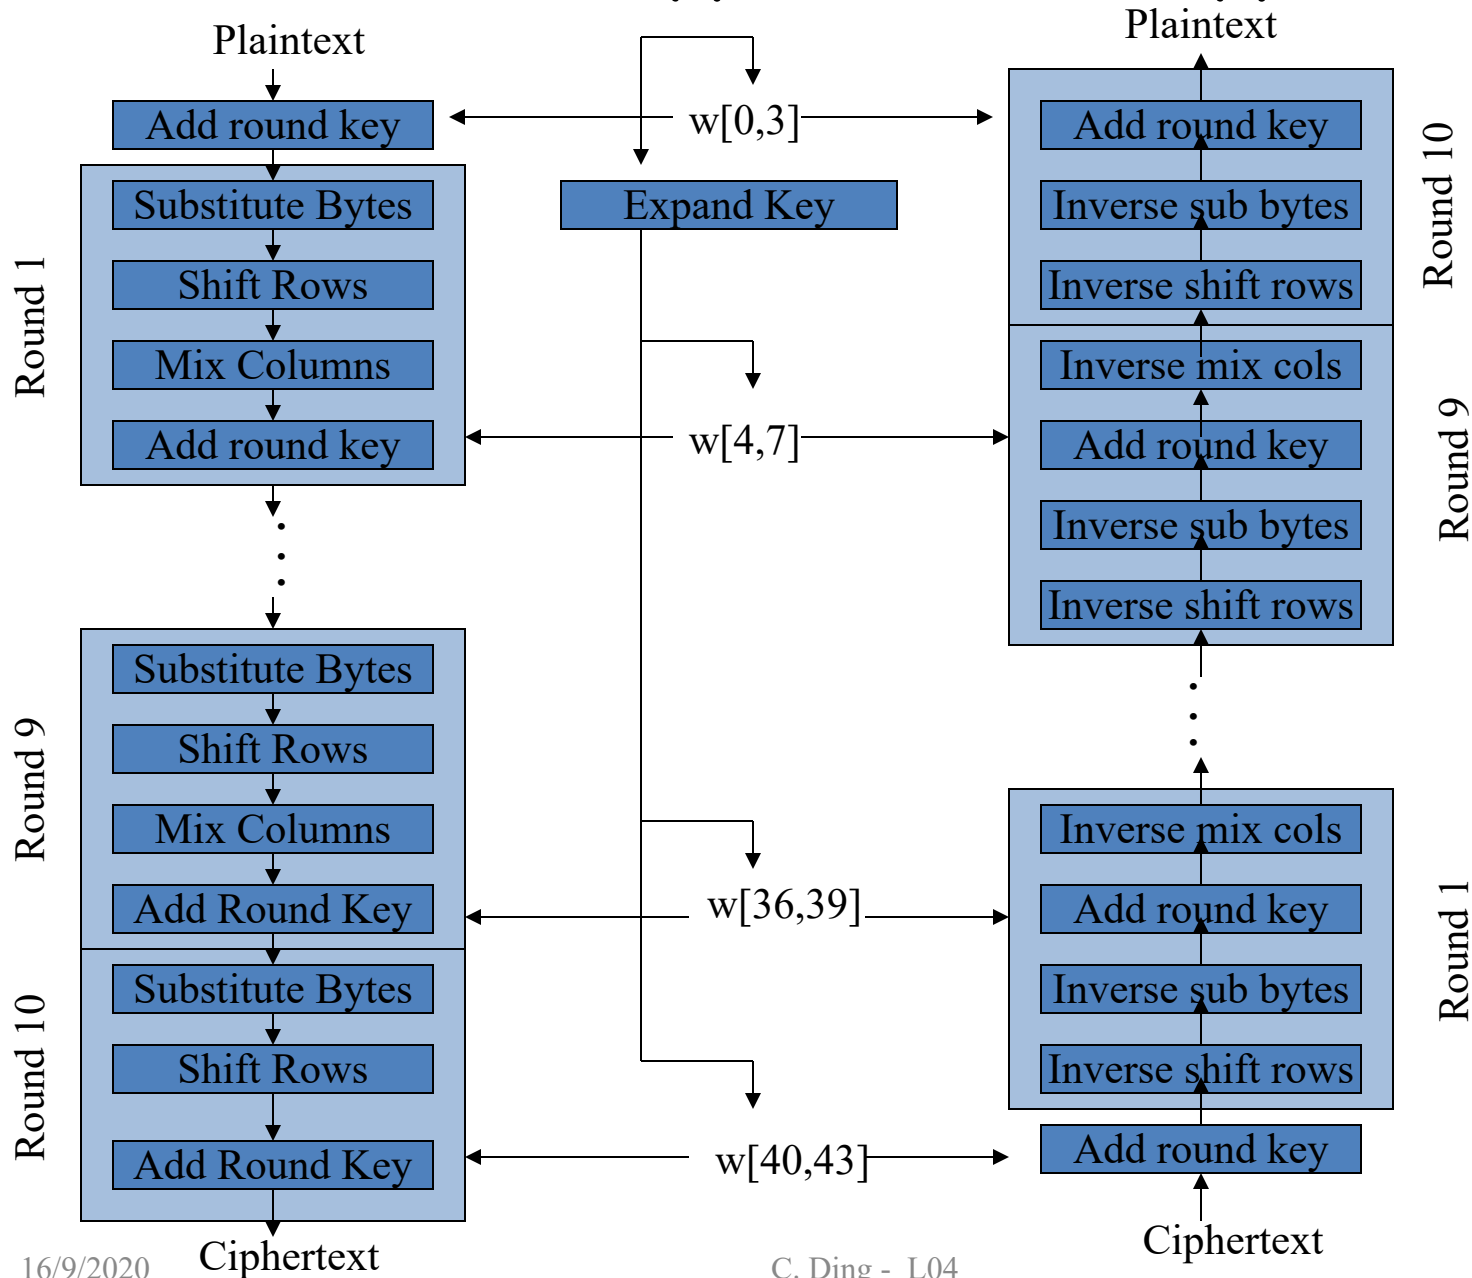 Plaintext
Add round key
Round 1
Substitute Bytes
Shift Rows
Mix Columns
Add round key
.
.
.
Round 9
Substitute Bytes
Shift Rows
Mix Columns
Add Round Key
Round 10
Substitute Bytes
Shift Rows
Add Round Key
Ciphertext
w[0,3]
Expand Key
w[4,7]
w[36,39]
w[40,43]
Plaintext
Add round key
Inverse sub bytes
Inverse shift rows
Round 10
Inverse mix cols
Add round key
Inverse sub bytes
Inverse shift rows
Round 9
.
.
.
Inverse mix cols
Add round key
Inverse sub bytes
Inverse shift rows
Round 1
Add round key
Ciphertext
16/9/2020
C. Ding - L04